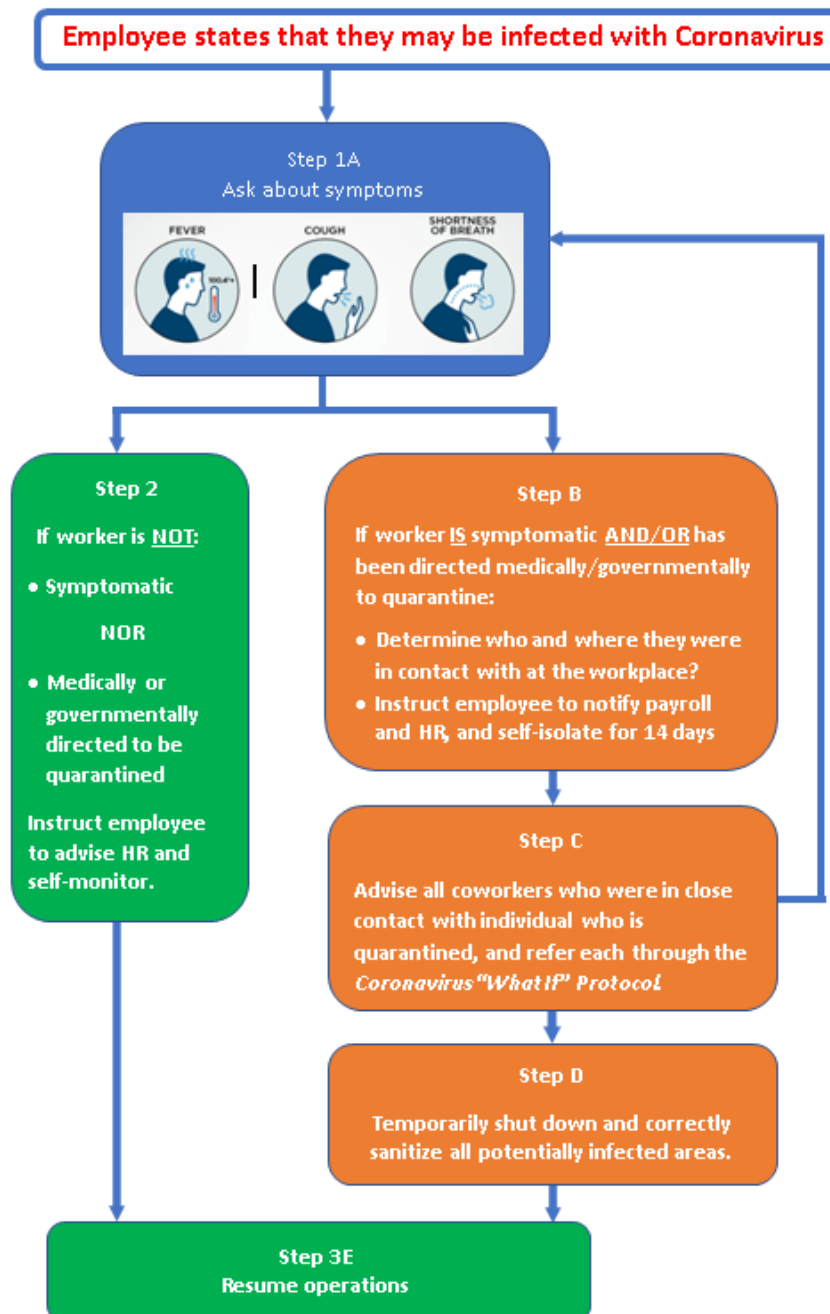 Employee states that they may be infected with Coronavirus
Step 1A
Ask about symptoms
FEVER
COUGH
SHORTNESS
OF BREATH
100.4°+
Step 2
If worker is NOT:
• Symptomatic
NOR
• Medically or
governmentally
directed to be
quarantined
Instruct employee
to advise HR and
self-monitor.
Step B
If worker IS symptomatic AND/OR has
been directed medically/governmentally
to quarantine:
• Determine who and where they were
in contact with at the workplace?
• Instruct employee to notify payroll
and HR, and self-isolate for 14 days
Step C
Advise all coworkers who were in close
contact with individual who is
quarantined, and refer each through the
Coronavirus “What If” Protocol.
Step D
Temporarily shut down and correctly
sanitize all potentially infected areas.
Step 3E
Resume operations